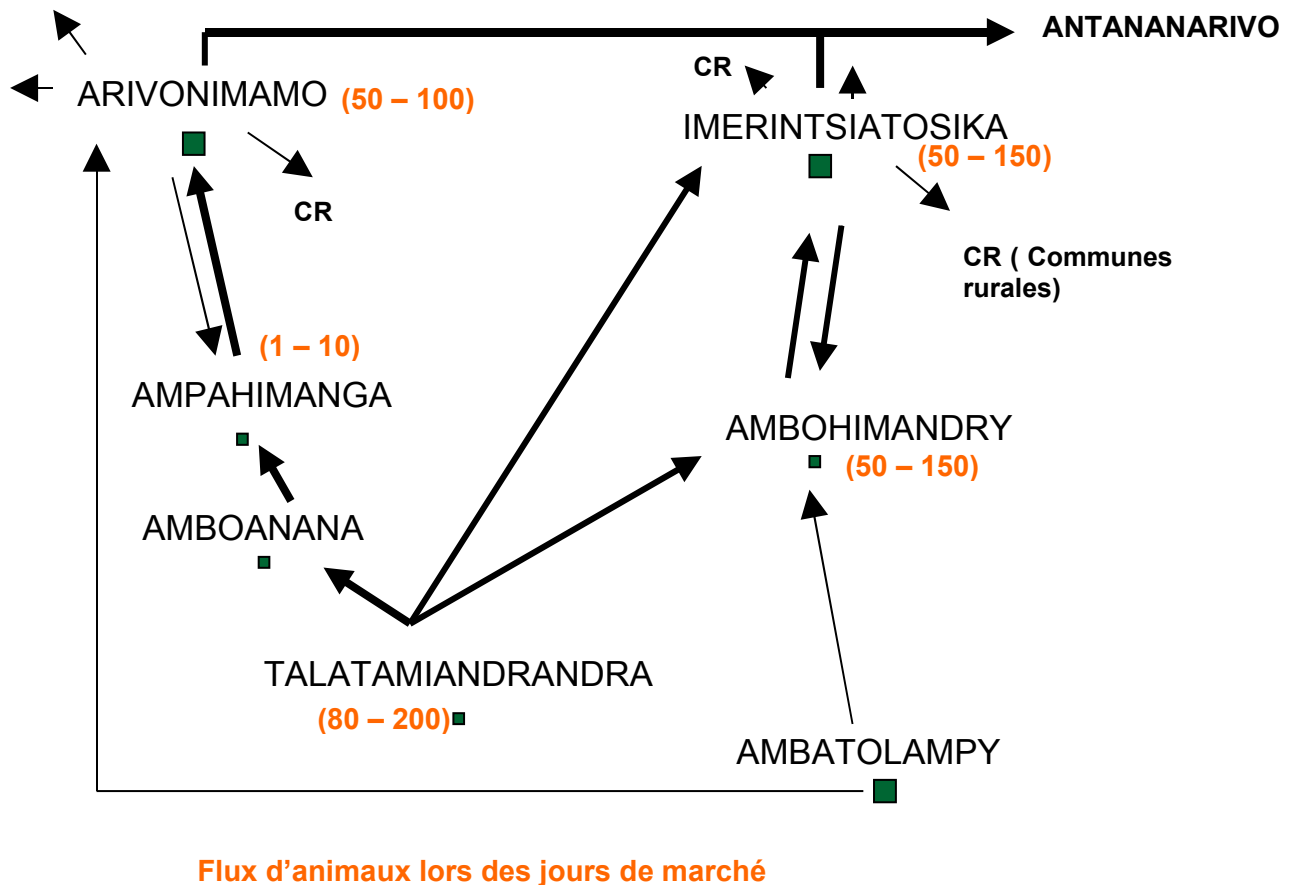 ANTANANARIVO
CR
ARIVONIMAMO (50 – 100)
IMERINTSIATOSIKA
(50 – 150)
CR
CR ( Communes
rurales)
(1 – 10)
AMPAHIMANGA
AMBOHIMANDRY
(50 – 150)
AMBOANANA
TALATAMIANDRANDRA
(80 – 200)
AMBATOLAMPY
Flux d’animaux lors des jours de marché